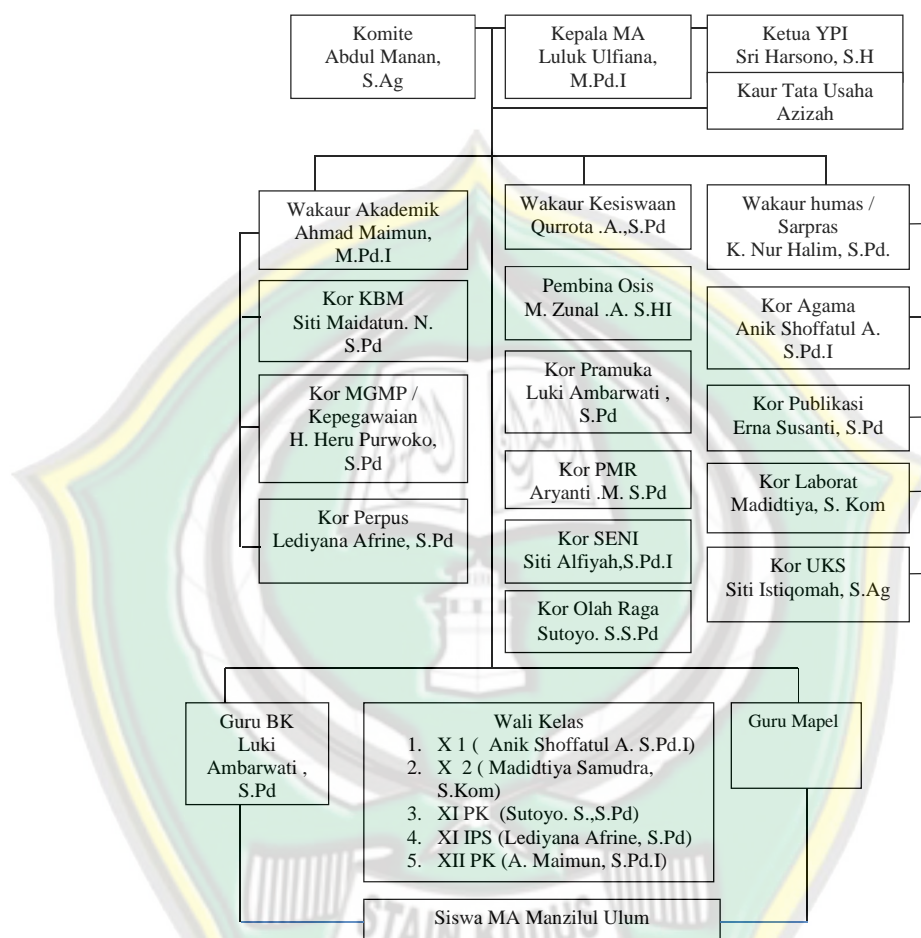 Komite
Abdul Manan,
S.Ag
Kepala MA
Luluk Ulfiana,
M.Pd.I
Ketua YPI
Sri Harsono, S.H
Kaur Tata Usaha
Azizah
Wakaur Akademik
Ahmad Maimun,
M.Pd.I
Kor KBM
Siti Maidatun. N.
S.Pd
Kor MGMP /
Kepegawaian
H. Heru Purwoko,
S.Pd
Kor Perpus
Lediyana Afrine, S.Pd
Wakaur Kesiswaan
Qurrota .A.,S.Pd
Pembina Osis
M. Zunal .A. S.HI
Kor Pramuka
Luki Ambarwati ,
S.Pd
Kor PMR
Aryanti .M. S.Pd
Kor SENI
Siti Alfiyah,S.Pd.I
Kor Olah Raga
Sutoyo. S.S.Pd
Wakaur humas /
Sarpras
K. Nur Halim, S.Pd.
Kor Agama
Anik Shoffatul A.
S.Pd.I
Kor Publikasi
Erna Susanti, S.Pd
Kor Laborat
Madidtiya, S. Kom
Kor UKS
Siti Istiqomah, S.Ag
Guru BK
Luki
Ambarwati ,
S.Pd
Wali Kelas
1. X 1 ( Anik Shoffatul A. S.Pd.I)
2. X 2 ( Madidtiya Samudra,
S.Kom)
3. XI PK (Sutoyo. S.,S.Pd)
4. XI IPS (Lediyana Afrine, S.Pd)
5. XII PK (A. Maimun, S.Pd.I)
Guru Mapel
Siswa MA Manzilul Ulum
STAIN KUDUS